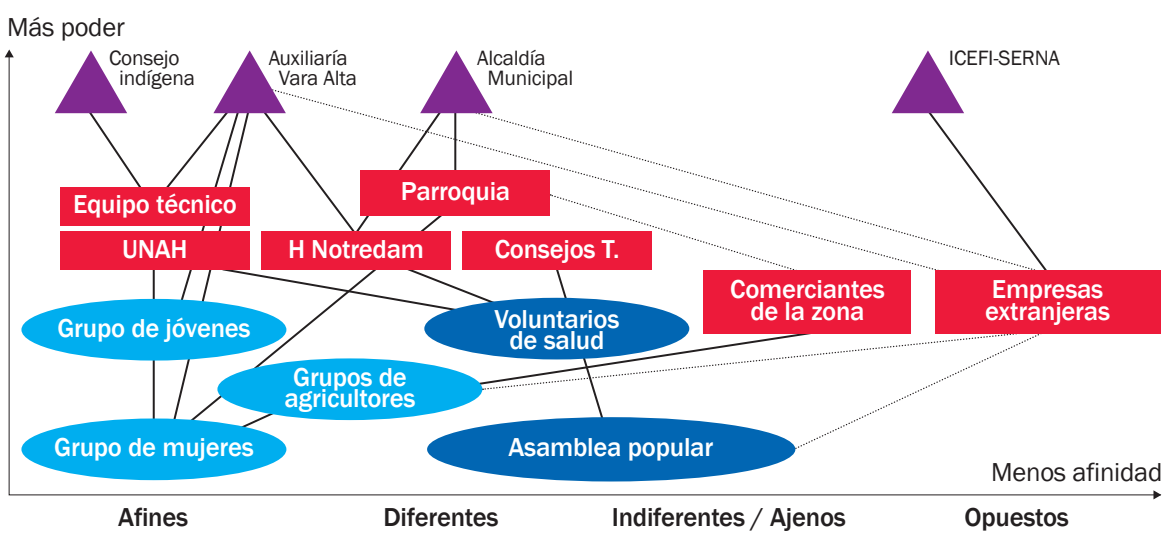 Más poder
Consejo
indígena
Auxiliaría
Vara Alta
Alcaldía
Municipal
ICEFI-SERNA
Equipo técnico
Parroquia
UNAH
H Notredam
Consejos T.
Comerciantes
de la zona
Empresas
extranjeras
Grupo de jóvenes
Voluntarios
de salud
Grupos de
agricultores
Grupo de mujeres
Asamblea popular
Menos afinidad
Afines
Diferentes
Indiferentes / Ajenos
Opuestos